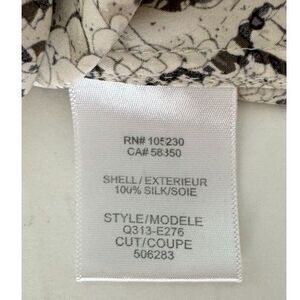 RN# 105230
CA# 58350
SHELL/EXTERIEUR
100% SILK/SOIE
STYLE/MODELE
Q313-E276
CUT/COUPE
506283